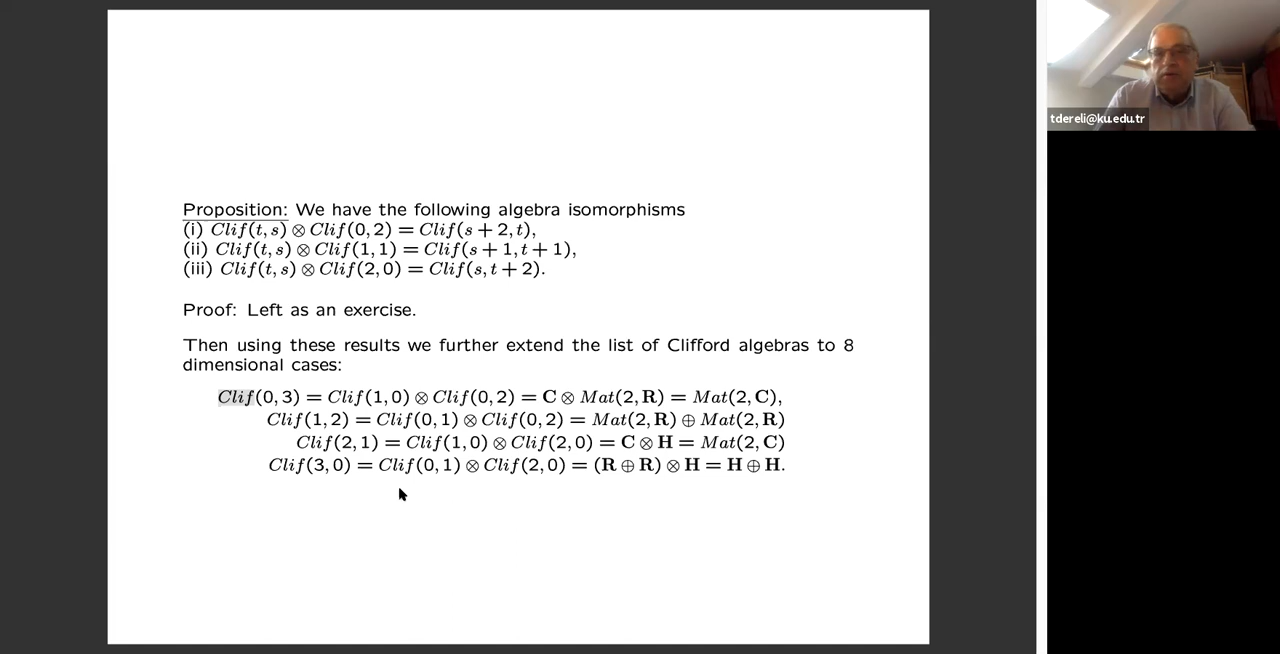 Proposition: We have the following algebra isomorphisms
(i) Clif(t, s) ⊗ Clif(0, 2) = Clif(s + 2, t),
(ii) Clif(t, s) ⊗ Clif(1, 1) = Clif(s + 1, t + 1),
(iii) Clif(t, s) ⊗ Clif(2, 0) = Clif(s, t + 2).
Proof: Left as an exercise.
Then using these results we further extend the list of Clifford algebras to 8
dimensional cases:
Clif(0, 3) = Clif(1, 0) ⊗ Clif(0, 2) = C ⊗ Mat(2, R) = Mat(2, C),
Clif(1, 2) = Clif(0, 1) ⊗ Clif(0, 2) = Mat(2, R) ⊕ Mat(2, R)
Clif(2, 1) = Clif(1, 0) ⊗ Clif(2, 0) = C ⊗ H = Mat(2, C)
Clif(3, 0) = Clif(0, 1) ⊗ Clif(2, 0) = (R ⊕ R) ⊗ H = H ⊕ H.
tdereli@ku.edu.tr